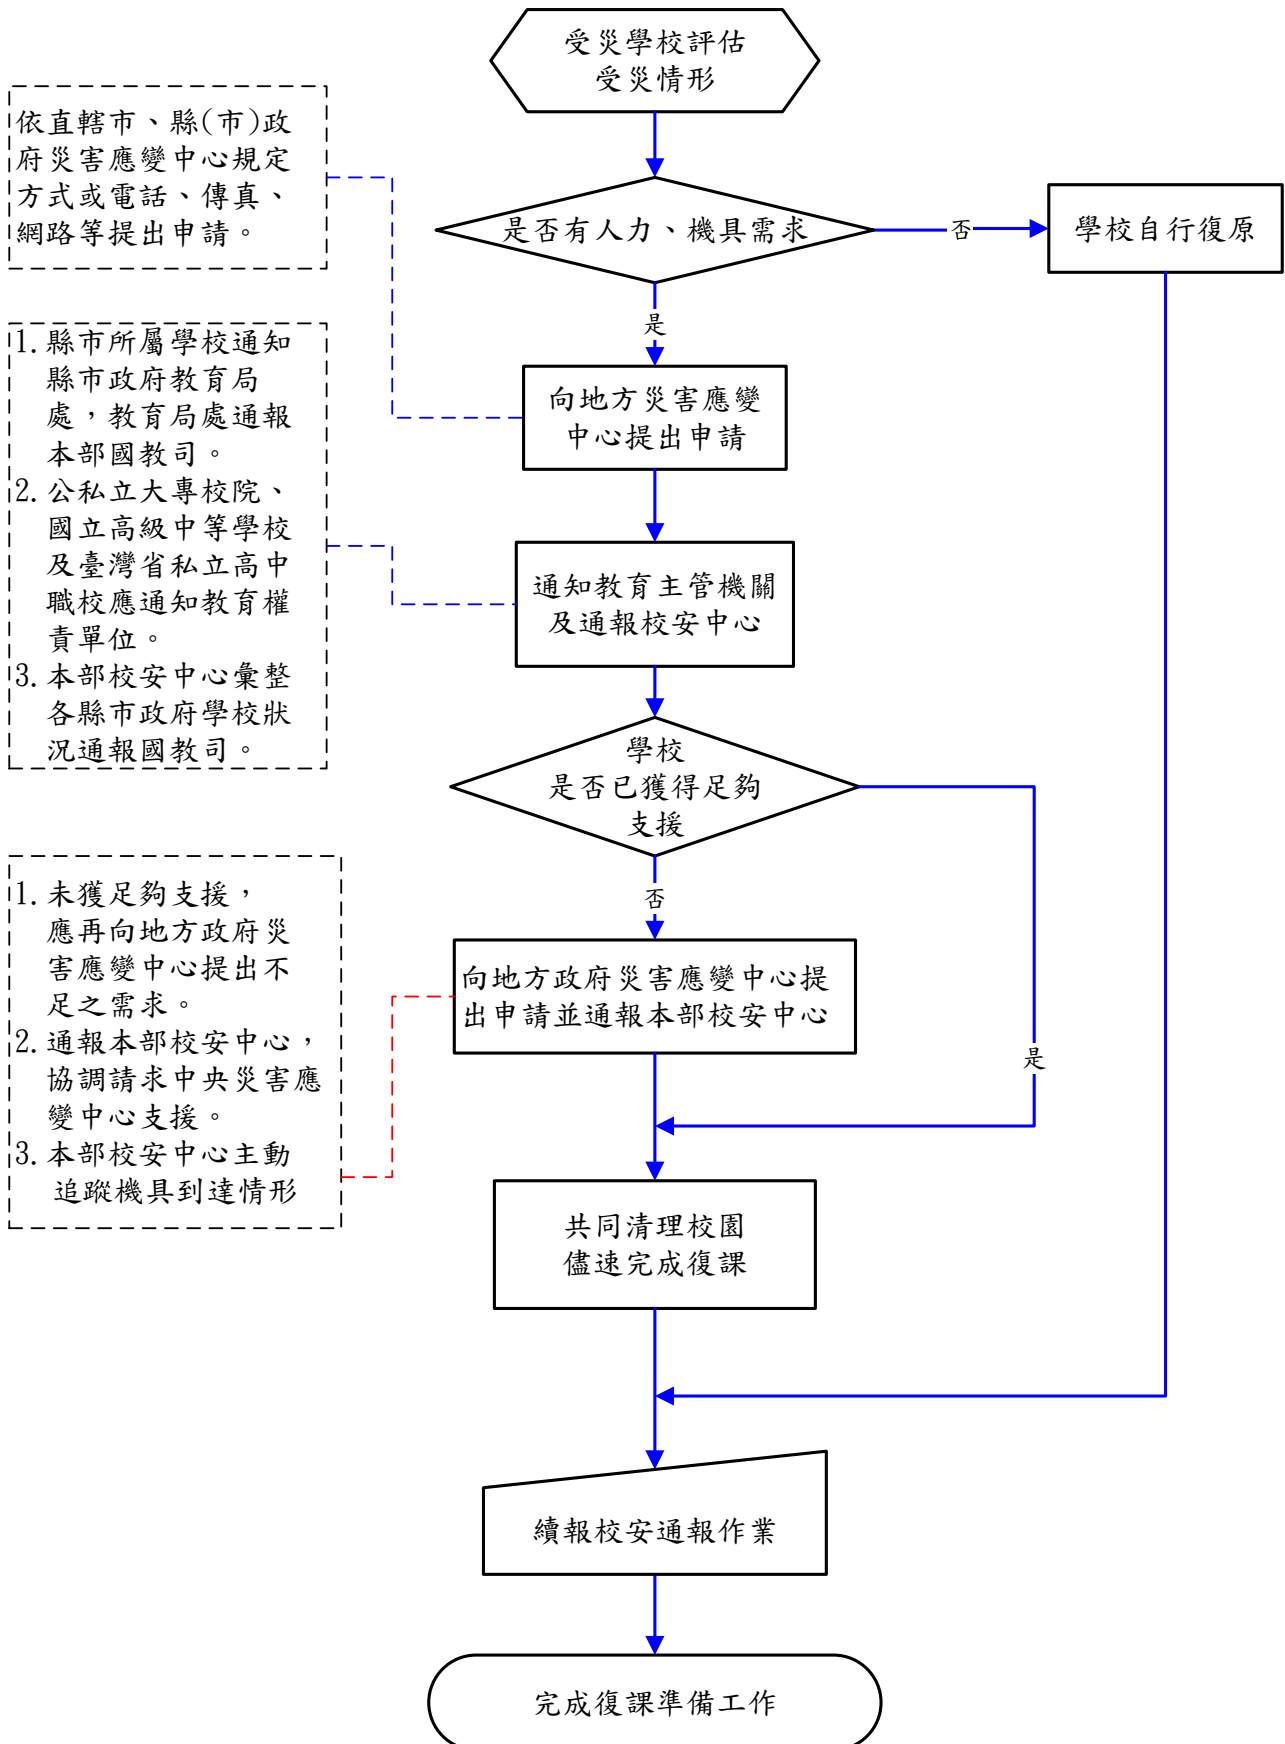 受災學校評估
受災情形
依直轄市、縣(市)政
府災害應變中心規定
方式或電話、傳真、
網路等提出申請。
是否有人力、機具需求
否
學校自行復原
是
1. 縣市所屬學校通知
縣市政府教育局
處，教育局處通報
本部國教司。
2. 公私立大專校院、
國立高級中等學校
及臺灣省私立高中
職校應通知教育權
責單位。
3. 本部校安中心彙整
各縣市政府學校狀
況通報國教司。
向地方災害應變
中心提出申請
通知教育主管機關
及通報校安中心
學校
是否已獲得足夠
支援
否
是
1. 未獲足夠支援，
應再向地方政府災
害應變中心提出不
足之需求。
2. 通報本部校安中心，
協調請求中央災害應
變中心支援。
3. 本部校安中心主動
追蹤機具到達情形
向地方政府災害應變中心提
出申請並通報本部校安中心
共同清理校園
儘速完成復課
續報校安通報作業
完成復課準備工作